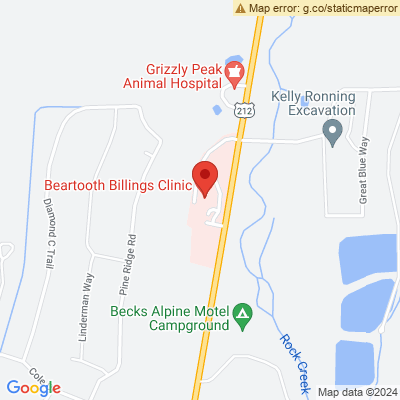 Map error: g.co/staticmaperror
Grizzly Peak
Animal Hospital
212
Kelly Ronning
Excavation
Great Blue Way
Beartooth Billings Clinic
Diamond C Trail
Linderman Way
Pine Ridge Rd
Becks Alpine Motel
Campground
Rock Creek
Cole
Google
Map data ©2024